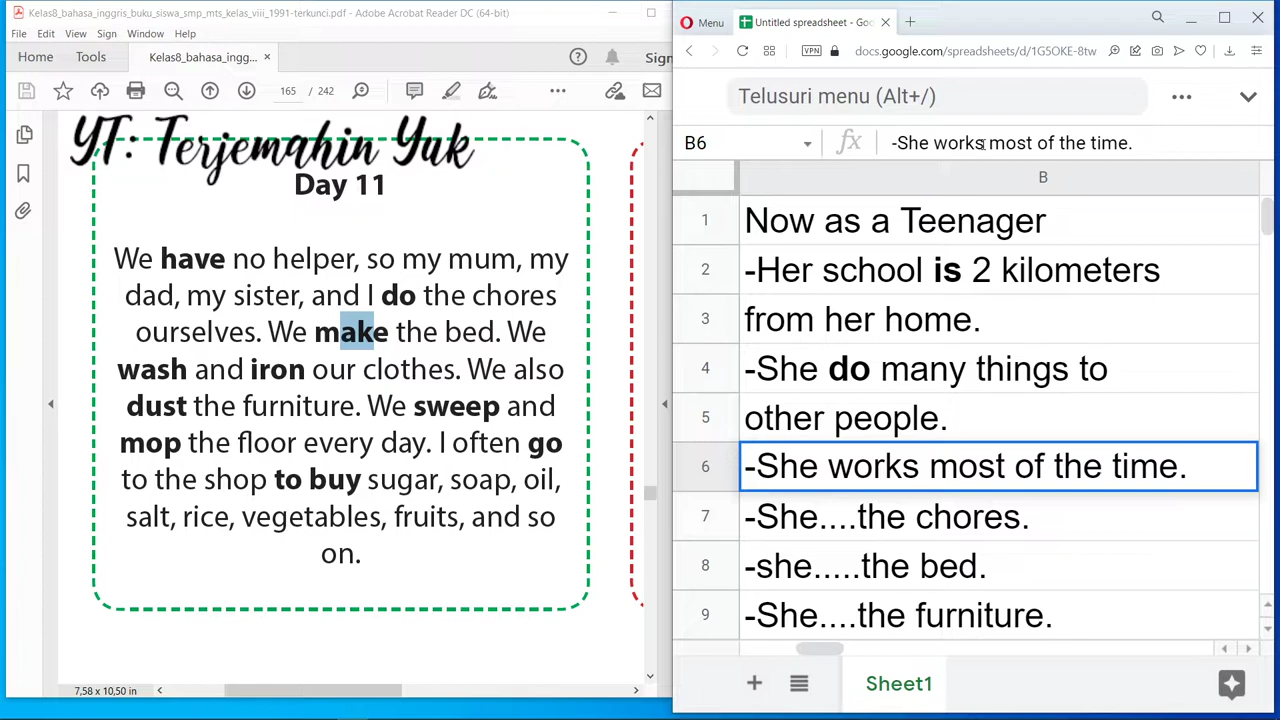 Kelas8_bahasa_inggris_buku_siswa_smp_mts_kelas_viii_1991-terkunci.pdf - Adobe Acrobat Reader DC (64-bit)
File Edit View Sign Window Help
Home Tools Kelas8_bahasa_ingg... × Sign
165 / 242
YT: Terjemahin Yuk
Day 11
We have no helper, so my mum, my
dad, my sister, and I do the chores
ourselves. We make the bed. We
wash and iron our clothes. We also
dust the furniture. We sweep and
mop the floor every day. I often go
to the shop to buy sugar, soap, oil,
salt, rice, vegetables, fruits, and so
on.
7,58 x 10,50 in
Menu Untitled spreadsheet - Goo
VPN docs.google.com/spreadsheets/d/1G5OKE-8tw
Telusuri menu (Alt+/)
B6 fx -She works most of the time.
B
1 Now as a Teenager
2 -Her school is 2 kilometers
3 from her home.
4 -She do many things to
5 other people.
6 -She works most of the time.
7 -She....the chores.
8 -she.....the bed.
9 -She....the furniture.
Sheet1